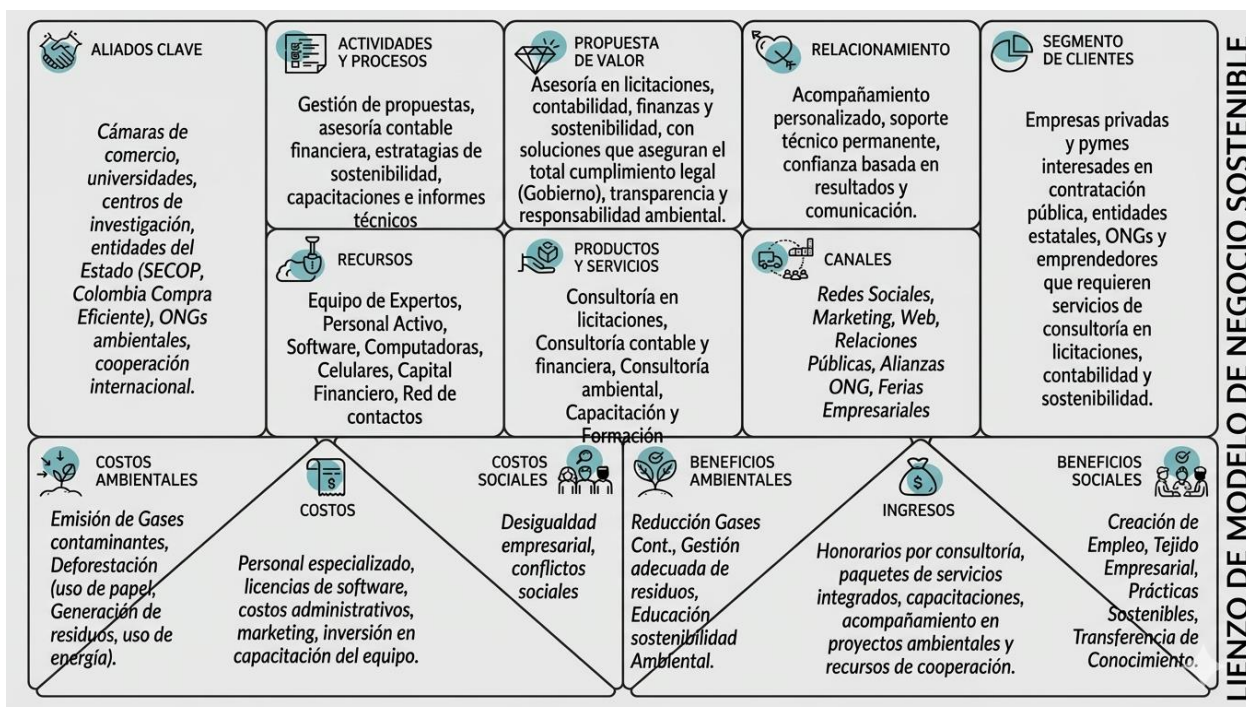 ALIADOS CLAVE
Cámaras de
comercio,
universidades,
centros de
investigación,
entidades del
Estado (SECOP,
Colombia Compra
Eficiente), ONGs
ambientales,
cooperación
internacional.
ACTIVIDADES
Y PROCESOS
Gestión de propuestas,
asesoría contable
financiera, estratagias de
sostenibilidad,
capacitaciones e informes
técnicos
RECURSOS
Equipo de Expertos,
Personal Activo,
Software, Computadoras,
Celulares, Capital
Financiero, Red de
contactos
PROPUESTA
DE VALOR
Asesoría en licitaciones,
contabilidad, finanzas y
sostenibilidad, con
soluciones que aseguran el
total cumplimiento legal
(Gobierno), transparencia y
responsabilidad ambiental.
PRODUCTOS
Y SERVICIOS
Consultoría en
licitaciones,
Consultoría contable y
financiera, Consultoría
ambiental,
Capacitación y
Formación
RELACIONAMIENTO
Acompañamiento
personalizado, soporte
técnico permanente,
confianza basada en
resultados y
comunicación.
CANALES
Redes Sociales,
Marketing, Web,
Relaciones
Públicas, Alianzas
ONG, Ferias
Empresariales
SEGMENTO
DE CLIENTES
Empresas privadas
y pymes
interesades en
contratación
pública, entidades
estatales, ONGs y
emprendedores
que requieren
servicios de
consultoría en
licitaciones,
contabilidad y
sostenibilidad.
COSTOS
AMBIENTALES
Emisión de Gases
contaminantes,
Deforestación
(uso de papel,
Generación de
residuos, uso de
energía).
COSTOS
Personal especializado,
licencias de software,
costos administrativos,
marketing, inversión en
capacitación del equipo.
COSTOS
SOCIALES
Desigualdad
empresarial,
conflictos
sociales
BENEFICIOS
AMBIENTALES
Reducción Gases
Cont., Gestión
adecuada de
residuos,
Educación
sostenibilidad
Ambiental.
INGRESOS
Honorarios por consultoría,
paquetes de servicios
integrados, capacitaciones,
acompañamiento en
proyectos ambientales y
recursos de cooperación.
BENEFICIOS
SOCIALES
Creación de
Empleo, Tejido
Empresarial,
Prácticas
Sostenibles,
Transferencia de
Conocimiento.
LIENZO DE MODELO DE NEGOCIO SOSTENIBLE